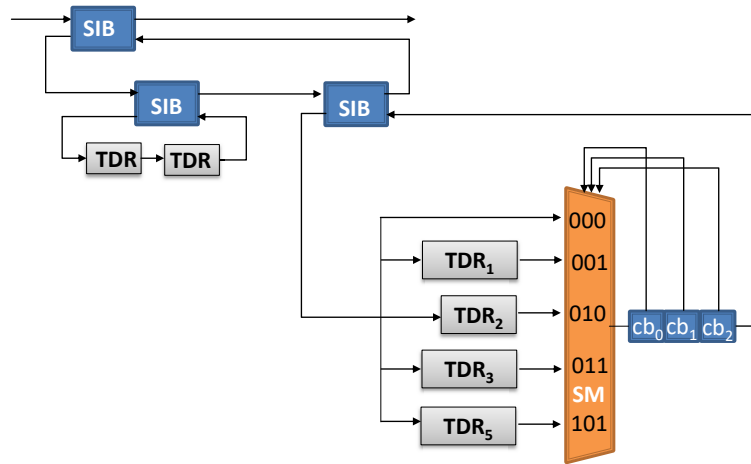 SIB
SIB
SIB
TDR
TDR
000
TDR₁
001
TDR₂
010
cb₀
cb₁
cb₂
TDR₃
011
SM
TDR₅
101